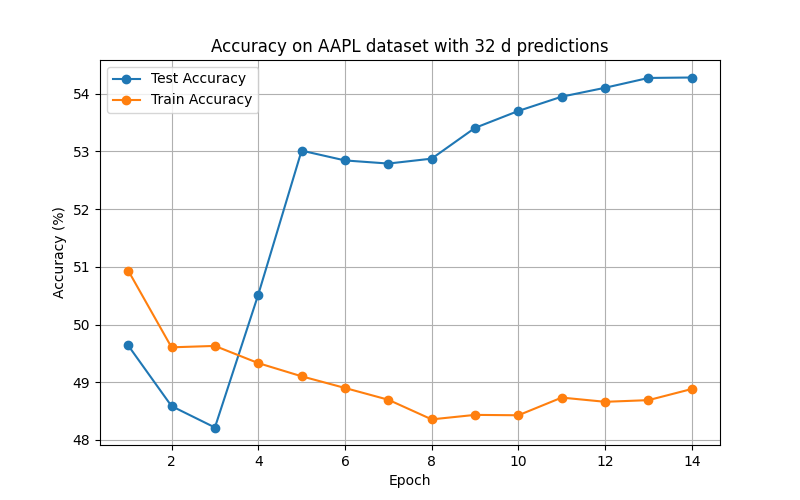 Accuracy on AAPL dataset with 32 d predictions
Test Accuracy
Train Accuracy
54
53
52
51
50
49
48
Accuracy (%)
2 4 6 8 10 12 14
Epoch